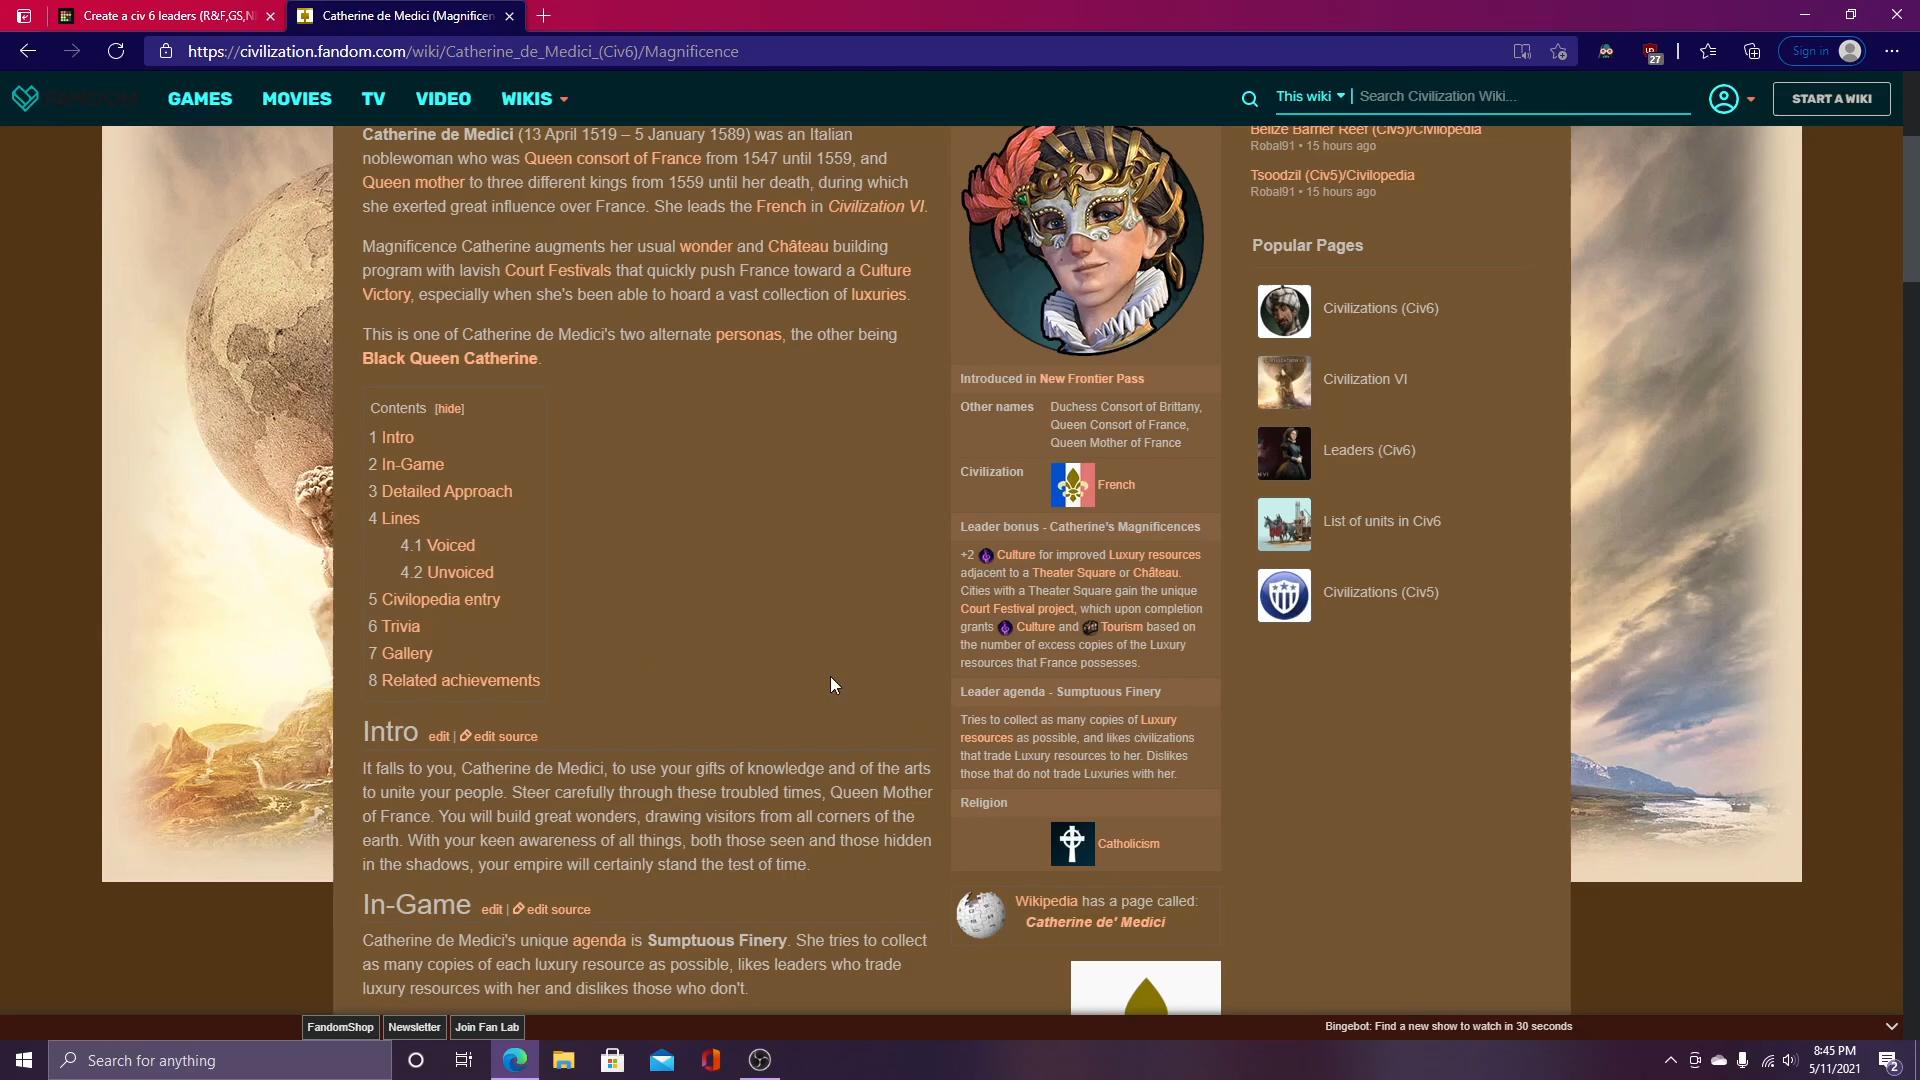 Create a civ 6 leaders (R&F,GS,N
Catherine de Medici (Magnificen
https://civilization.fandom.com/wiki/Catherine_de_Medici_(Civ6)/Magnificence
27
Sign in
FANDOM
GAMES
MOVIES
TV
VIDEO
WIKIS
This wiki
Search Civilization Wiki...
START A WIKI
Catherine de Medici (13 April 1519 – 5 January 1589) was an Italian
noblewoman who was Queen consort of France from 1547 until 1559, and
Queen mother to three different kings from 1559 until her death, during which
she exerted great influence over France. She leads the French in Civilization VI.
Magnificence Catherine augments her usual wonder and Château building
program with lavish Court Festivals that quickly push France toward a Culture
Victory, especially when she's been able to hoard a vast collection of luxuries.
This is one of Catherine de Medici's two alternate personas, the other being
Black Queen Catherine.
Contents [hide]
1 Intro
2 In-Game
3 Detailed Approach
4 Lines
4.1 Voiced
4.2 Unvoiced
5 Civilopedia entry
6 Trivia
7 Gallery
8 Related achievements
Intro edit | edit source
It falls to you, Catherine de Medici, to use your gifts of knowledge and of the arts
to unite your people. Steer carefully through these troubled times, Queen Mother
of France. You will build great wonders, drawing visitors from all corners of the
earth. With your keen awareness of all things, both those seen and those hidden
in the shadows, your empire will certainly stand the test of time.
In-Game edit | edit source
Catherine de Medici's unique agenda is Sumptuous Finery. She tries to collect
as many copies of each luxury resource as possible, likes leaders who trade
luxury resources with her and dislikes those who don't.
Introduced in New Frontier Pass
Other names
Duchess Consort of Brittany,
Queen Consort of France,
Queen Mother of France
Civilization
French
Leader bonus - Catherine's Magnificences
+2 Culture for improved Luxury resources
adjacent to a Theater Square or Château.
Cities with a Theater Square gain the unique
Court Festival project, which upon completion
grants Culture and Tourism based on
the number of excess copies of the Luxury
resources that France possesses.
Leader agenda - Sumptuous Finery
Tries to collect as many copies of Luxury
resources as possible, and likes civilizations
that trade Luxury resources to her. Dislikes
those that do not trade Luxuries with her.
Religion
Catholicism
Wikipedia has a page called:
Catherine de' Medici
Belize Barrier Reef (Civ5)/Civilopedia
Robal91 • 15 hours ago
Tsoodzil (Civ5)/Civilopedia
Robal91 • 15 hours ago
Popular Pages
Civilizations (Civ6)
Civilization VI
Leaders (Civ6)
List of units in Civ6
Civilizations (Civ5)
FandomShop
Newsletter
Join Fan Lab
Bingebot: Find a new show to watch in 30 seconds
Search for anything
8:45 PM
5/11/2021
2